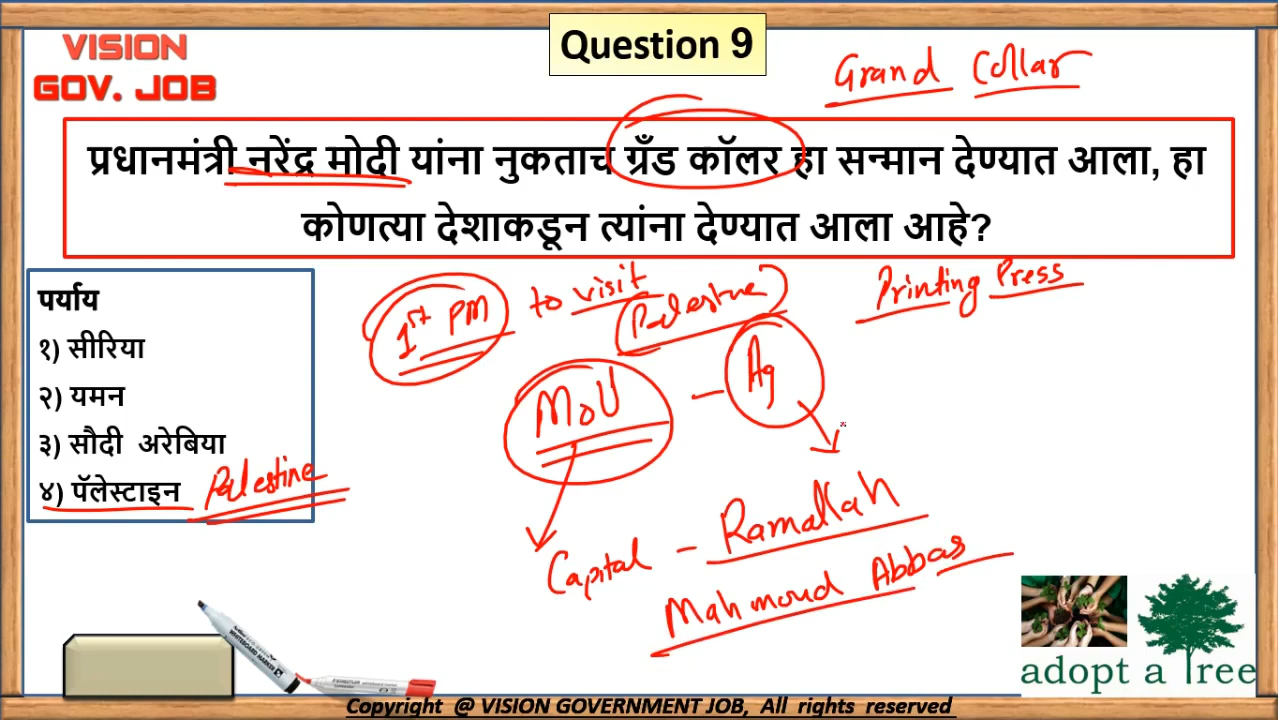 VISION
GOV. JOB
Question 9
Grand Collar
प्रधानमंत्री नरेंद्र मोदी यांना नुकताच ग्रँड कॉलर हा सन्मान देण्यात आला, हा
कोणत्या देशाकडून त्यांना देण्यात आला आहे?
पर्याय
१) सीरिया
२) यमन
३) सौदी अरेबिया
४) पॅलेस्टाइन Palestine
1st PM to visit Palestine
Printing Press
MoU - Ag
Capital - Ramallah
Mahmoud Abbas
adopt a Tree
Copyright @ VISION GOVERNMENT JOB, All rights reserved